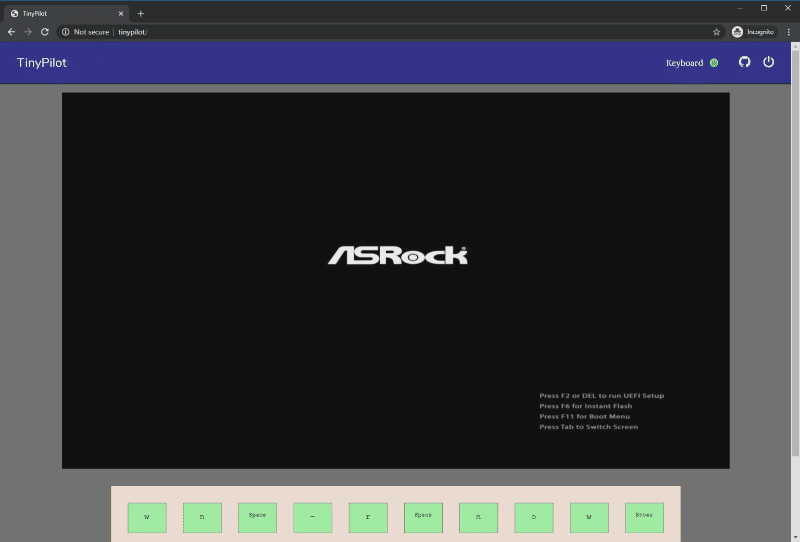 TinyPilot
Not secure | tinypilot/
Incognito
TinyPilot
Keyboard
ASRock
Press F2 or DEL to run UEFI Setup
Press F6 for Instant Flash
Press F11 for Boot Menu
Press Tab to Switch Screen
w n Space - r Space n o w Enter